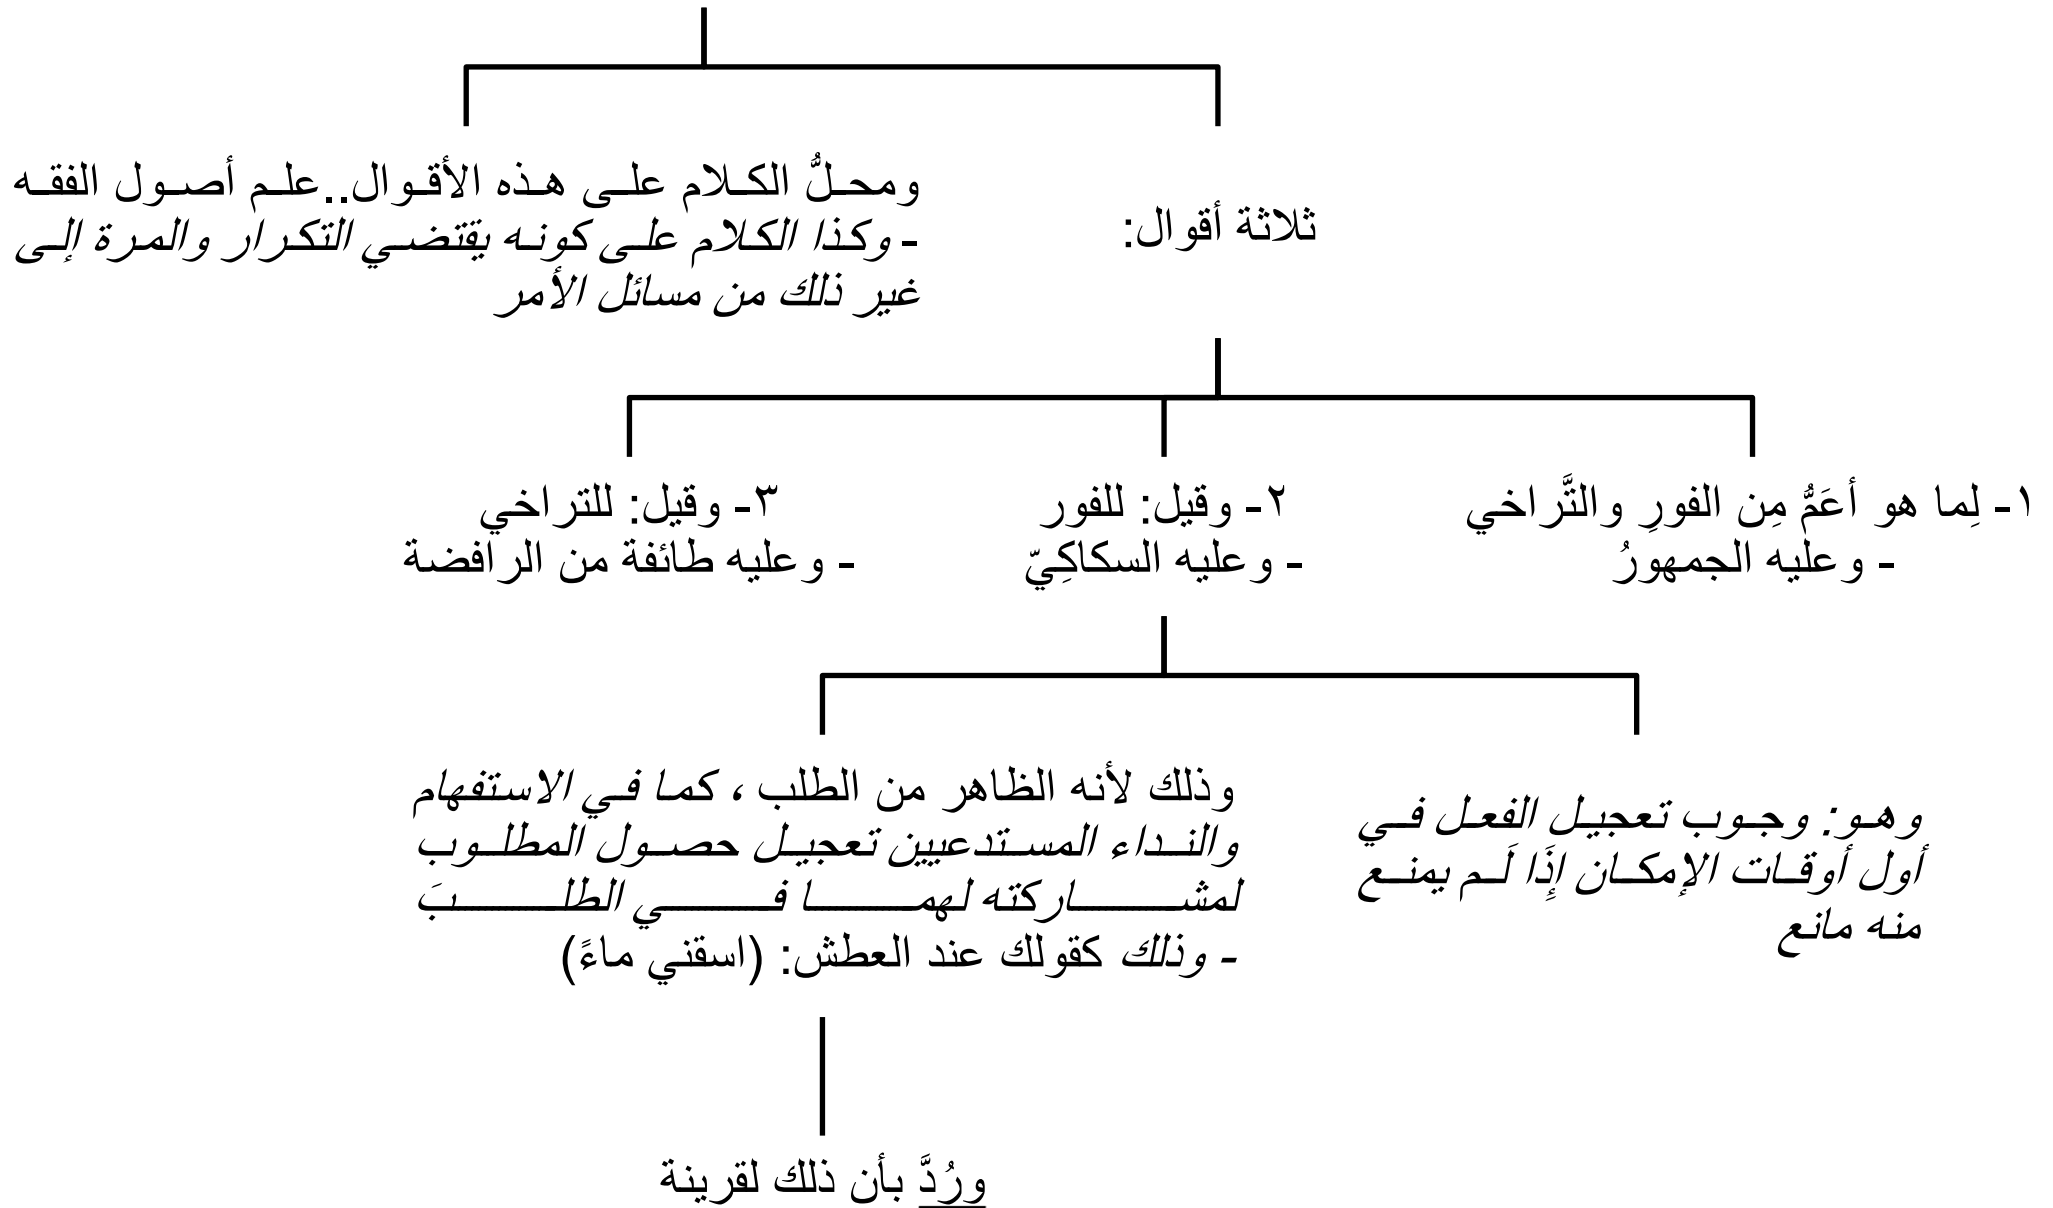 ثلاثة أقوال:
ومحلُّ الكلام على هذه الأقوال..علم أصول الفقه
- وكذا الكلام على كونه يقتضي التكرار والمرة إلى
غير ذلك من مسائل الأمر
١- لِما هو أعَمُّ مِن الفورِ والتَّراخي
- وعليه الجمهورُ
٢- وقيل: للفور
- وعليه السكاكِيّ
٣- وقيل: للتراخي
- وعليه طائفة من الرافضة
وهو: وجوب تعجيل الفعل في
أول أوقات الإمكان إِذَا لَم يمنع
منه مانع
وذلك لأنه الظاهر من الطلب ، كما في الاستفهام
والنداء المستدعيين تعجيل حصول المطلوب
لمشاركته لهما في الطلبَ
- وذلك كقولك عند العطش: (اسقني ماءً)
ورُدَّ بأن ذلك لقرينة